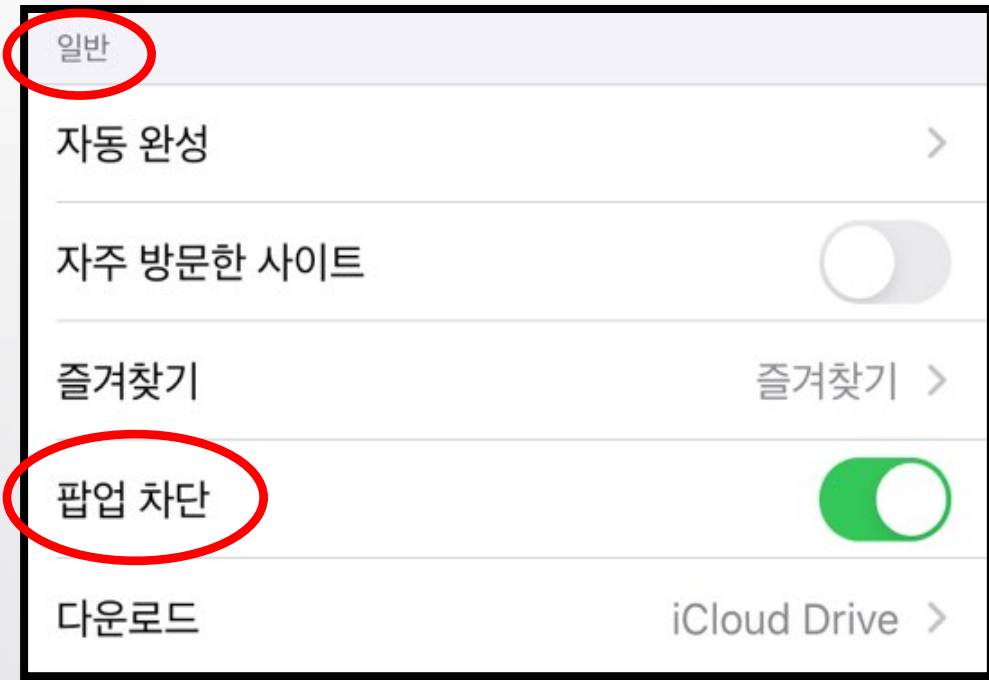 일반
자동 완성
자주 방문한 사이트
즐겨찾기 즐겨찾기
팝업 차단
다운로드 iCloud Drive